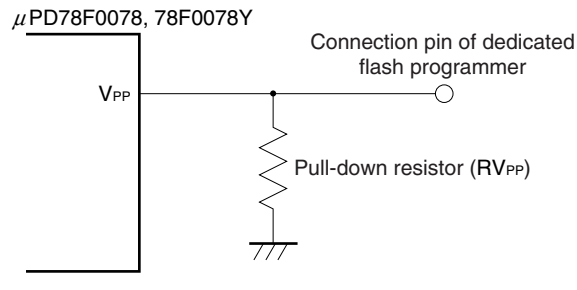 μPD78F0078, 78F0078Y
Connection pin of dedicated
flash programmer
VPP
Pull-down resistor (RVPP)